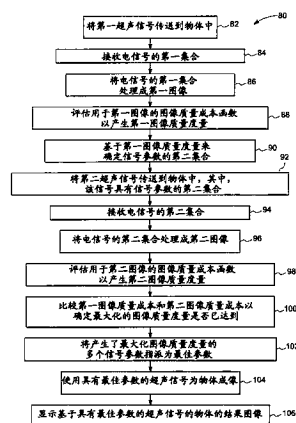 80
将第一超声信号传送到物体中
82
接收电信号的第一集合
84
将电信号的第一集合
处理成第一图像
86
评估用于第一图像的图像质量成本函数
以产生第一图像质量度量
88
基于第一图像质量度量来
确定信号参数的第二集合
90
92
将第二超声信号传送到物体中，其中，
该信号具有信号参数的第二集合
接收电信号的第二集合
94
将电信号的第二集合处理成第二图像
96
评估用于第二图像的图像质量成本函数
以产生第二图像质量度量
98
比较第一图像质量成本和第二图像质量成本以
确定最大化的图像质量度量是否已达到
100
将产生了最大化图像质量度量的
多个信号参数指派为最佳参数
102
使用具有最佳参数的超声信号为物体成像
104
显示基于具有最佳参数的超声信号的物体的结果图像
106